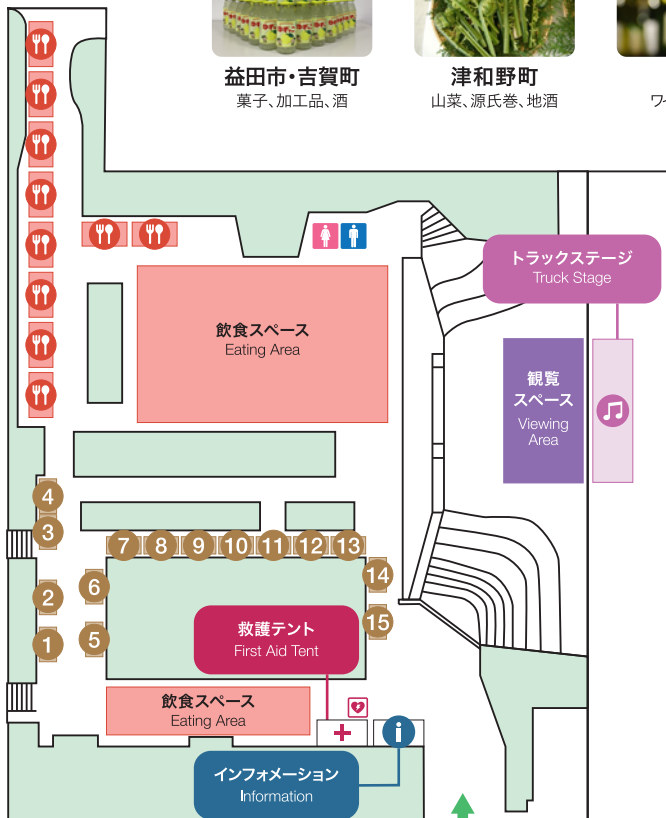 益田市・吉賀町
菓子、加工品、酒
津和野町
山菜、源氏巻、地酒
トラックステージ
Truck Stage
飲食スペース
Eating Area
観覧
スペース
Viewing
Area
4
3
7 8 9 10 11 12 13
14
6
2
15
救護テント
First Aid Tent
5
1
飲食スペース
Eating Area
i
インフォメーション
Information